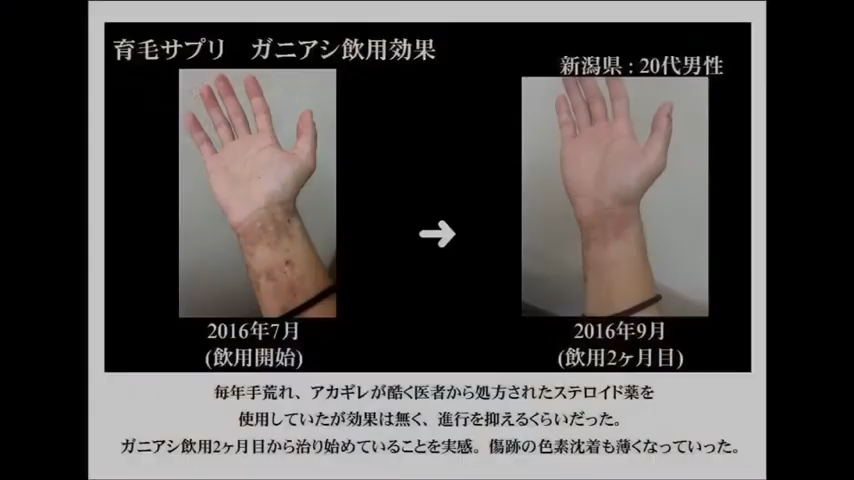 育毛サプリ ガニアシ飲用効果
新潟県：20代男性
2016年7月
(飲用開始)
2016年9月
(飲用2ヶ月目)
毎年手荒れ、アカギレが酷く医者から処方されたステロイド薬を
使用していたが効果は無く、進行を抑えるくらいだった。
ガニアシ飲用2ヶ月目から治り始めていることを実感。傷跡の色素沈着も薄くなっていった。